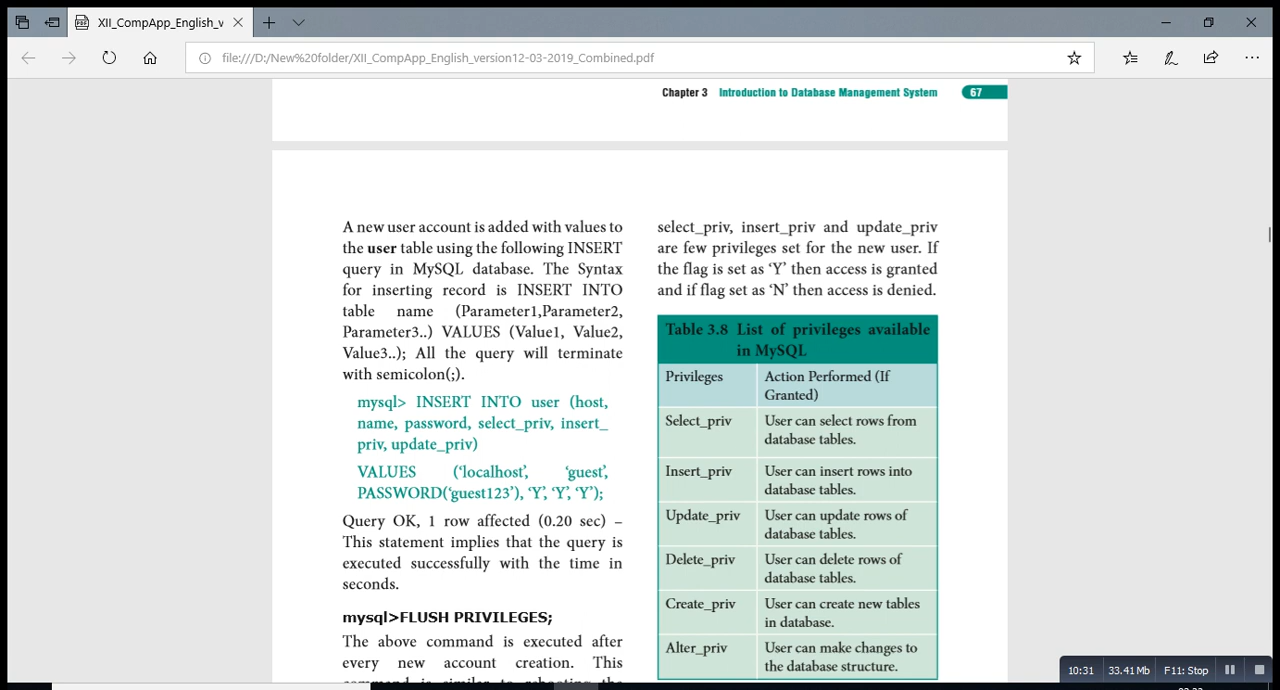 XII_CompApp_English_v
file:///D:/New%20folder/XII_CompApp_English_version12-03-2019_Combined.pdf
Chapter 3 Introduction to Database Management System 67
A new user account is added with values to
the user table using the following INSERT
query in MySQL database. The Syntax
for inserting record is INSERT INTO
table name (Parameter1,Parameter2,
Parameter3..) VALUES (Value1, Value2,
Value3..); All the query will terminate
with semicolon(;).
mysql> INSERT INTO user (host,
name, password, select_priv, insert_
priv, update_priv)
VALUES (‘localhost’, ‘guest’,
PASSWORD(‘guest123’), ‘Y’, ‘Y’, ‘Y’);
Query OK, 1 row affected (0.20 sec) –
This statement implies that the query is
executed successfully with the time in
seconds.
mysql>FLUSH PRIVILEGES;
The above command is executed after
every new account creation. This
command is similar to rebooting the
select_priv, insert_priv and update_priv
are few privileges set for the new user. If
the flag is set as ‘Y’ then access is granted
and if flag set as ‘N’ then access is denied.
Table 3.8 List of privileges available
in MySQL
Privileges Action Performed (If
Granted)
Select_priv User can select rows from
database tables.
Insert_priv User can insert rows into
database tables.
Update_priv User can update rows of
database tables.
Delete_priv User can delete rows of
database tables.
Create_priv User can create new tables
in database.
Alter_priv User can make changes to
the database structure.
10:31 33.41 Mb F11: Stop